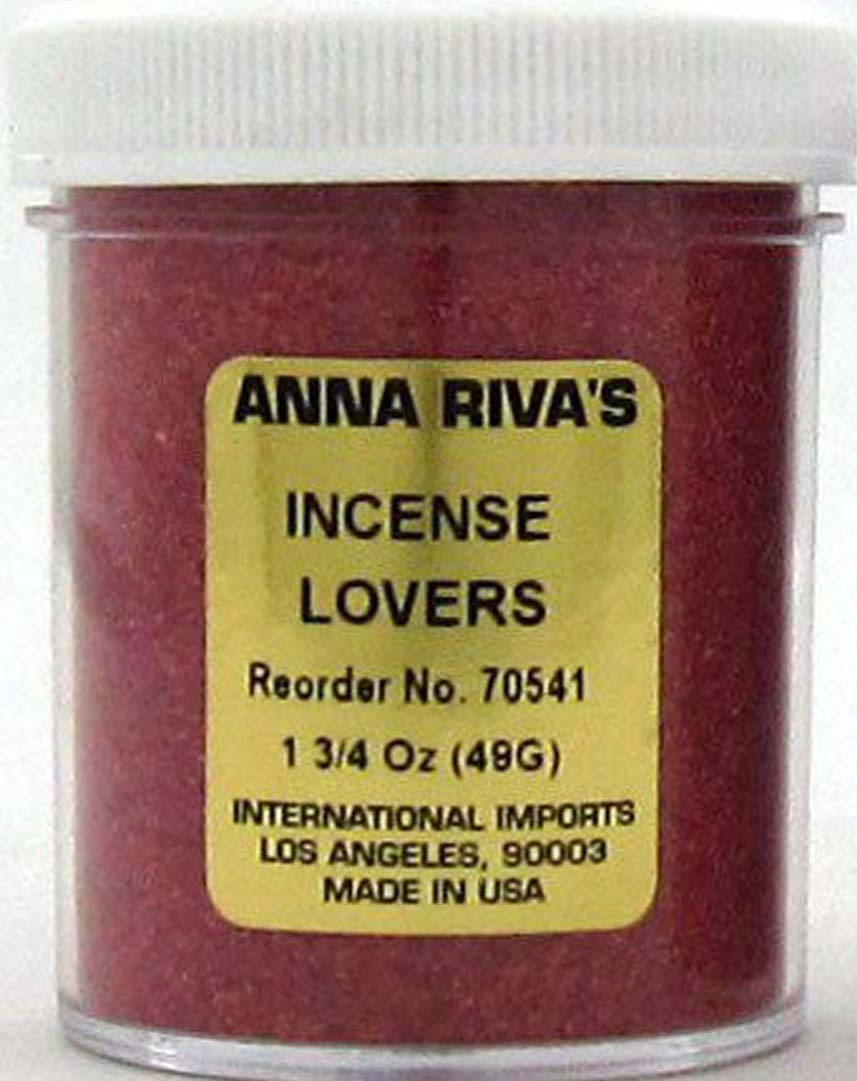 ANNA RIVA'S
INCENSE
LOVERS
Reorder No. 70541
1 3/4 Oz (49G)
INTERNATIONAL IMPORTS
LOS ANGELES, 90003
MADE IN USA